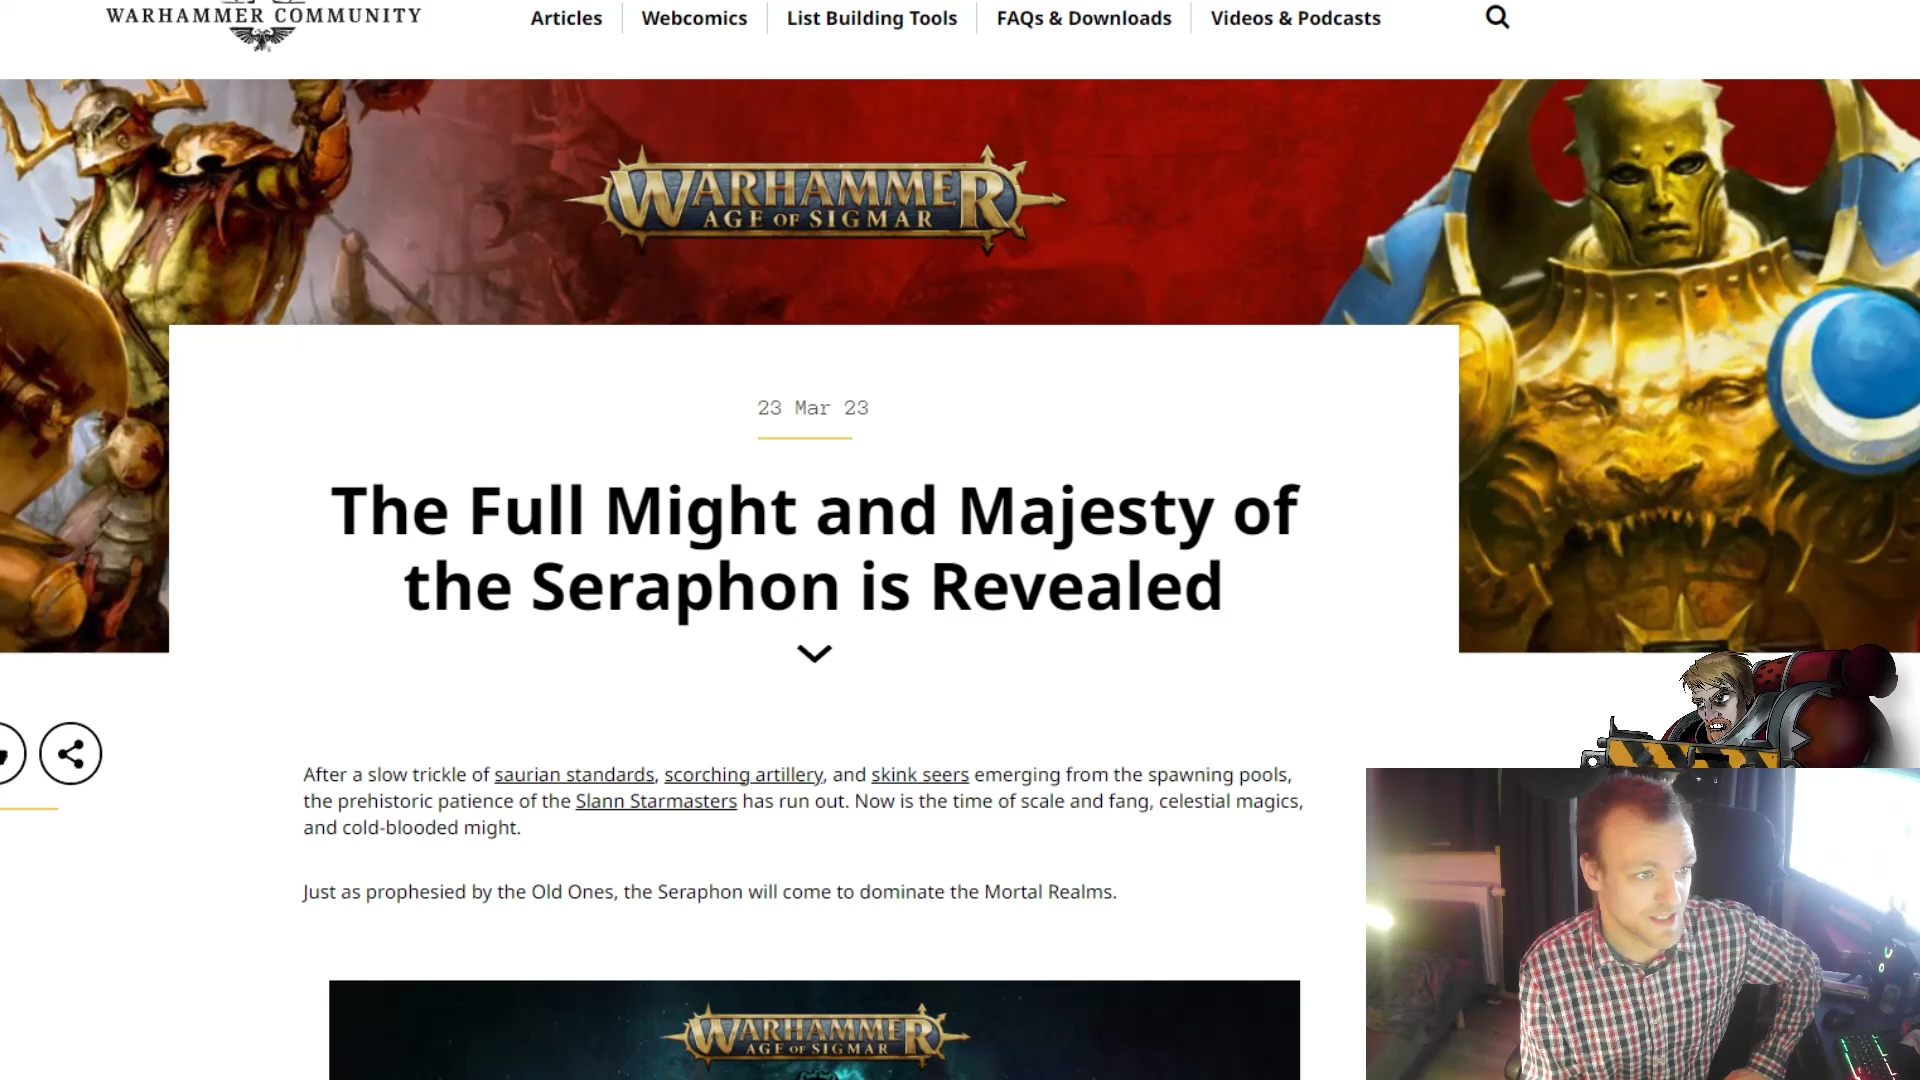 WARHAMMER COMMUNITY
Articles
Webcomics
List Building Tools
FAQs & Downloads
Videos & Podcasts
WARHAMMER
AGE OF SIGMAR
23 Mar 23
The Full Might and Majesty of
the Seraphon is Revealed
After a slow trickle of saurian standards, scorching artillery, and skink seers emerging from the spawning pools,
the prehistoric patience of the Slann Starmasters has run out. Now is the time of scale and fang, celestial magics,
and cold-blooded might.
Just as prophesied by the Old Ones, the Seraphon will come to dominate the Mortal Realms.
WARHAMMER
AGE OF SIGMAR